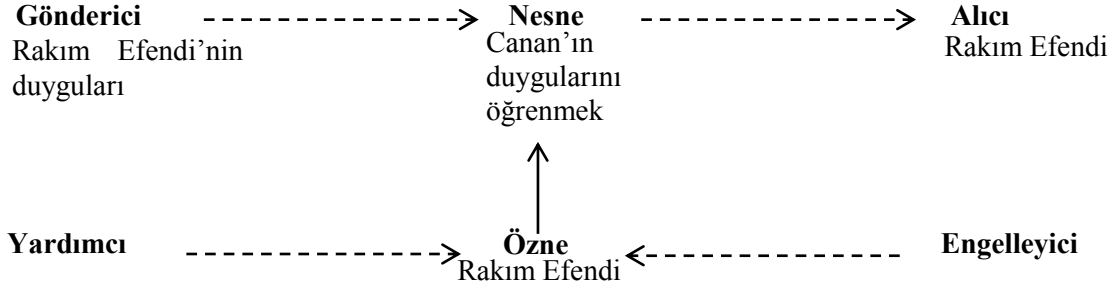 Gönderici
Rakım Efendi’nin
duyguları
Nesne
Canan’ın
duygularını
öğrenmek
Alıcı
Rakım Efendi
Yardımcı
Özne
Rakım Efendi
Engelleyici